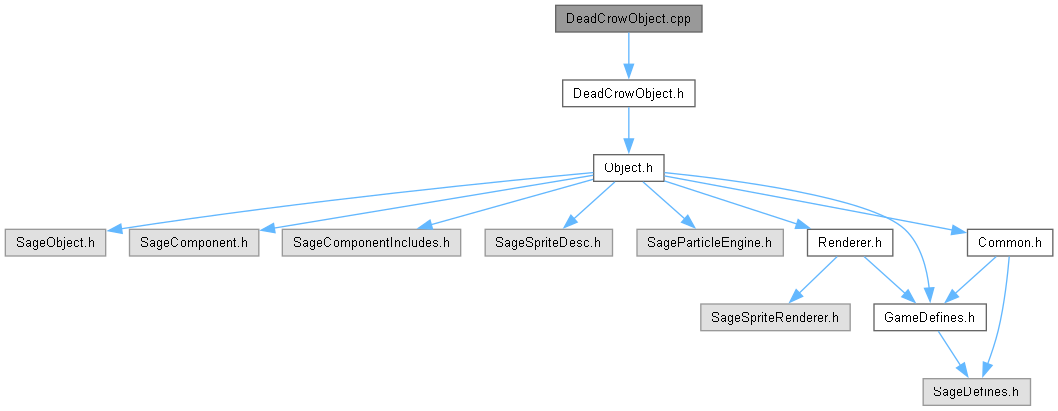 DeadCrowObject.cpp
DeadCrowObject.h
Object.h
SageObject.h
SageComponent.h
SageComponentIncludes.h
SageSpriteDesc.h
SageParticleEngine.h
Renderer.h
Common.h
SageSpriteRenderer.h
GameDefines.h
SageDefines.h